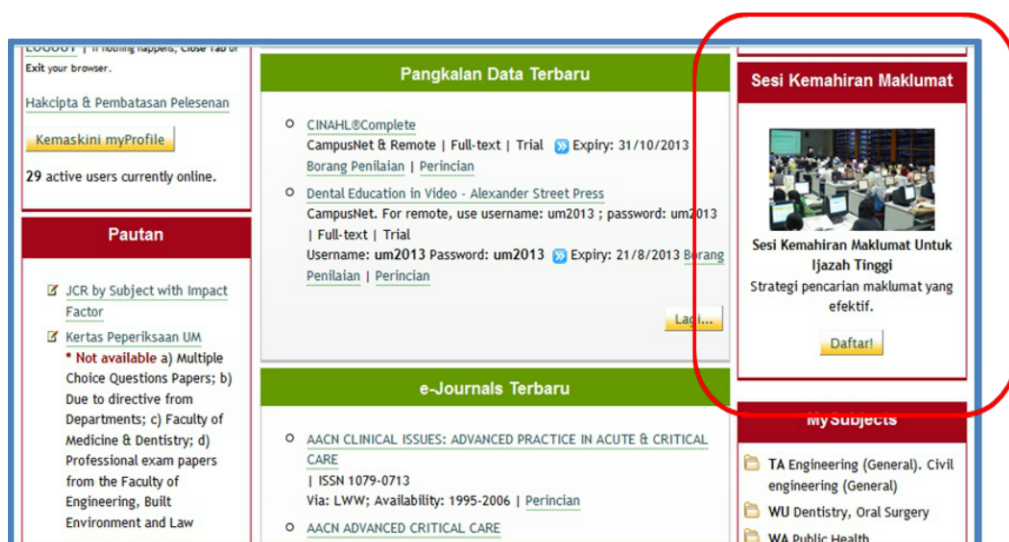 LOGOUT | If nothing happens, Close Tab or
Exit your browser.
Hakcipta & Pembatasan Pelesenan
Kemaskini myProfile
29 active users currently online.
Pautan
JCR by Subject with Impact
Factor
Kertas Peperiksaan UM
* Not available a) Multiple
Choice Questions Papers; b)
Due to directive from
Departments; c) Faculty of
Medicine & Dentistry; d)
Professional exam papers
from the Faculty of
Engineering, Built
Environment and Law
Pangkalan Data Terbaru
CINAHL®Complete
CampusNet & Remote | Full-text | Trial Expiry: 31/10/2013
Borang Penilaian | Perincian
Dental Education in Video - Alexander Street Press
CampusNet. For remote, use username: um2013 ; password: um2013
| Full-text | Trial
Username: um2013 Password: um2013 Expiry: 21/8/2013 Borang
Penilaian | Perincian
Lagi...
e-Journals Terbaru
AACN CLINICAL ISSUES: ADVANCED PRACTICE IN ACUTE & CRITICAL
CARE
| ISSN 1079-0713
Via: LWW; Availability: 1995-2006 | Perincian
AACN ADVANCED CRITICAL CARE
Sesi Kemahiran Maklumat
Sesi Kemahiran Maklumat Untuk
Ijazah Tinggi
Strategi pencarian maklumat yang
efektif.
Daftar!
MySubjects
TA Engineering (General). Civil
engineering (General)
WU Dentistry, Oral Surgery
WA Public Health